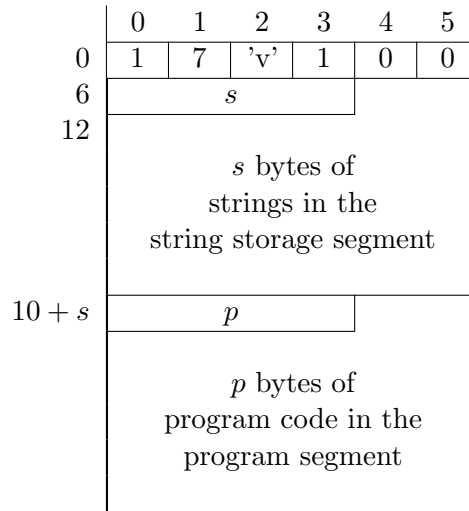 0 1 2 3 4 5
0 1 7 'v' 1 0 0
6 s
12
s bytes of
strings in the
string storage segment
10 + s p
p bytes of
program code in the
program segment